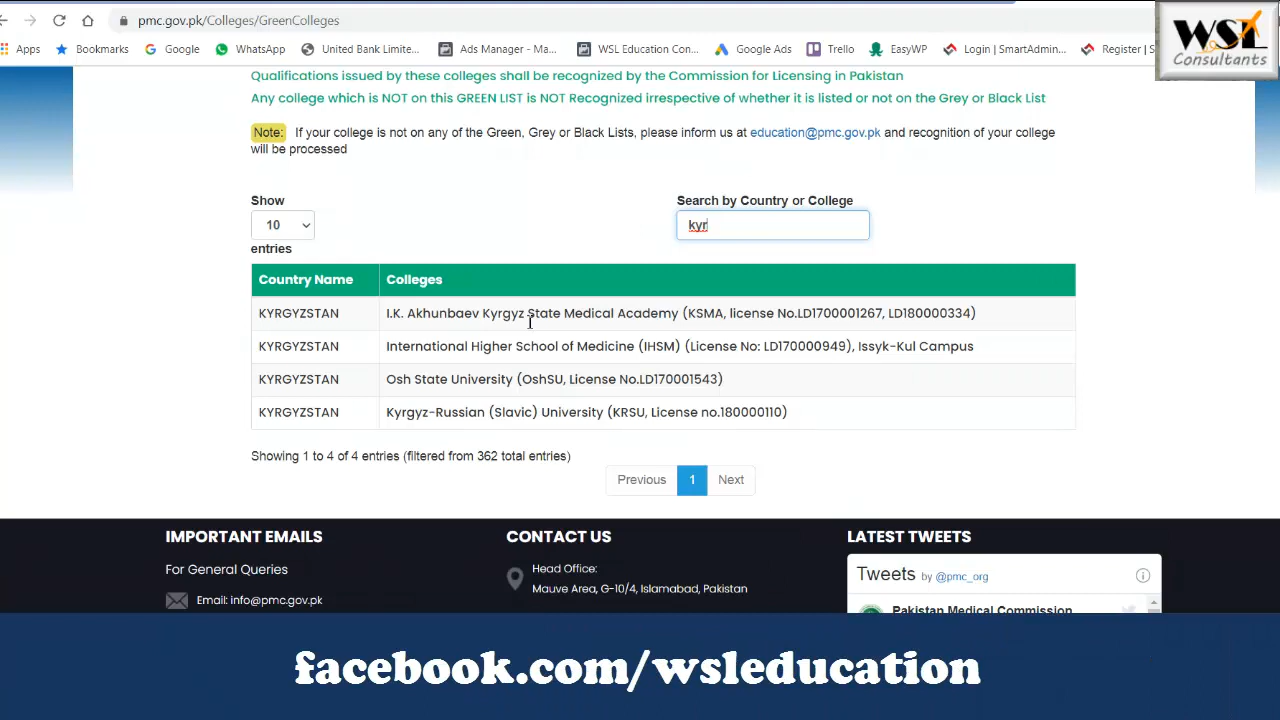 pmc.gov.pk/Colleges/GreenColleges
WSL
Consultants
Apps Bookmarks Google WhatsApp United Bank Limite... Ads Manager - Ma... WSL Education Con... Google Ads Trello EasyWP Login | SmartAdmin... Register | S
Qualifications issued by these colleges shall be recognized by the Commission for Licensing in Pakistan
Any college which is NOT on this GREEN LIST is NOT Recognized irrespective of whether it is listed or not on the Grey or Black List
Note: If your college is not on any of the Green, Grey or Black Lists, please inform us at education@pmc.gov.pk and recognition of your college
will be processed
Show
Search by Country or College
10
kyr
entries
Country Name Colleges
KYRGYZSTAN I.K. Akhunbaev Kyrgyz State Medical Academy (KSMA, license No.LD1700001267, LD180000334)
KYRGYZSTAN International Higher School of Medicine (IHSM) (License No: LD170000949), Issyk-Kul Campus
KYRGYZSTAN Osh State University (OshSU, License No.LD170001543)
KYRGYZSTAN Kyrgyz-Russian (Slavic) University (KRSU, License no.180000110)
Showing 1 to 4 of 4 entries (filtered from 362 total entries)
Previous 1 Next
IMPORTANT EMAILS
For General Queries
Email: info@pmc.gov.pk
CONTACT US
Head Office:
Mauve Area, G-10/4, Islamabad, Pakistan
LATEST TWEETS
Tweets by @pmc_org
Pakistan Medical Commission
facebook.com/wsleducation